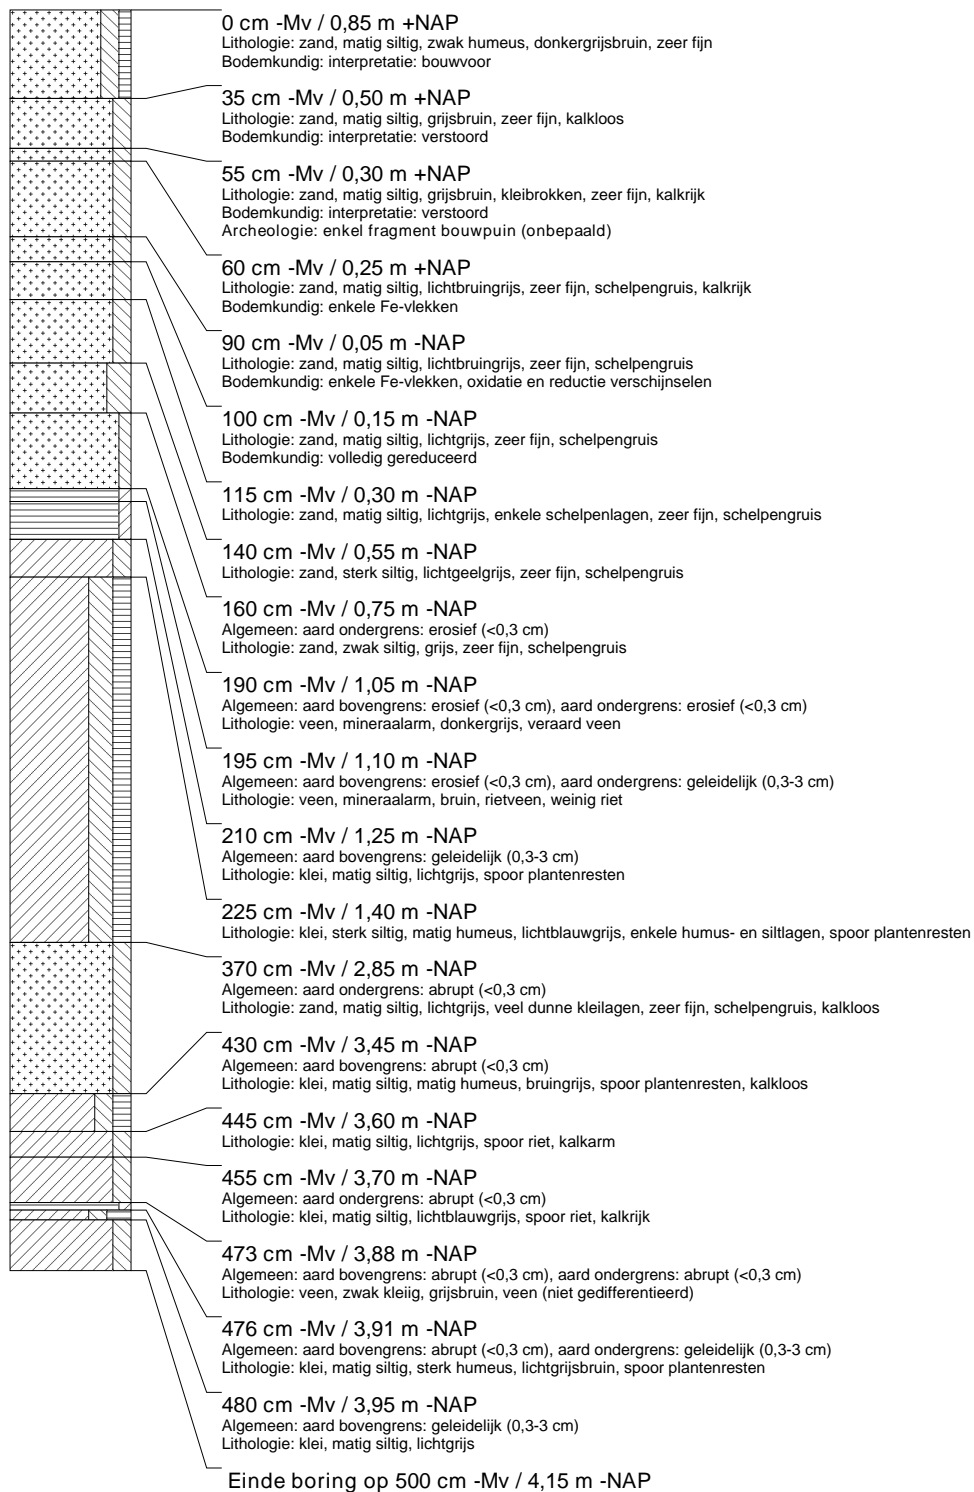 0 cm -Mv / 0,85 m +NAP
Lithologie: zand, matig siltig, zwak humeus, donkergrijsbruin, zeer fijn
Bodemkundig: interpretatie: bouwvoor
35 cm -Mv / 0,50 m +NAP
Lithologie: zand, matig siltig, grijsbruin, zeer fijn, kalkloos
Bodemkundig: interpretatie: verstoord
55 cm -Mv / 0,30 m +NAP
Lithologie: zand, matig siltig, grijsbruin, kleibrokken, zeer fijn, kalkrijk
Bodemkundig: interpretatie: verstoord
Archeologie: enkel fragment bouwpuin (onbepaald)
60 cm -Mv / 0,25 m +NAP
Lithologie: zand, matig siltig, lichtbruingrijs, zeer fijn, schelpengruis, kalkrijk
Bodemkundig: enkele Fe-vlekken
90 cm -Mv / 0,05 m -NAP
Lithologie: zand, matig siltig, lichtbruingrijs, zeer fijn, schelpengruis
Bodemkundig: enkele Fe-vlekken, oxidatie en reductie verschijnselen
100 cm -Mv / 0,15 m -NAP
Lithologie: zand, matig siltig, lichtgrijs, zeer fijn, schelpengruis
Bodemkundig: volledig gereduceerd
115 cm -Mv / 0,30 m -NAP
Lithologie: zand, matig siltig, lichtgrijs, enkele schelpenlagen, zeer fijn, schelpengruis
140 cm -Mv / 0,55 m -NAP
Lithologie: zand, sterk siltig, lichtgeelgrijs, zeer fijn, schelpengruis
160 cm -Mv / 0,75 m -NAP
Algemeen: aard ondergrens: erosief (<0,3 cm)
Lithologie: zand, zwak siltig, grijs, zeer fijn, schelpengruis
190 cm -Mv / 1,05 m -NAP
Algemeen: aard bovengrens: erosief (<0,3 cm), aard ondergrens: erosief (<0,3 cm)
Lithologie: veen, mineraalarm, donkergrijs, veraard veen
195 cm -Mv / 1,10 m -NAP
Algemeen: aard bovengrens: erosief (<0,3 cm), aard ondergrens: geleidelijk (0,3-3 cm)
Lithologie: veen, mineraalarm, bruin, rietveen, weinig riet
210 cm -Mv / 1,25 m -NAP
Algemeen: aard bovengrens: geleidelijk (0,3-3 cm)
Lithologie: klei, matig siltig, lichtgrijs, spoor plantenresten
225 cm -Mv / 1,40 m -NAP
Lithologie: klei, sterk siltig, matig humeus, lichtblauwgrijs, enkele humus- en siltlagen, spoor plantenresten
370 cm -Mv / 2,85 m -NAP
Algemeen: aard ondergrens: abrupt (<0,3 cm)
Lithologie: zand, matig siltig, lichtgrijs, veel dunne kleilagen, zeer fijn, schelpengruis, kalkloos
430 cm -Mv / 3,45 m -NAP
Algemeen: aard bovengrens: abrupt (<0,3 cm)
Lithologie: klei, matig siltig, matig humeus, bruingrijs, spoor plantenresten, kalkloos
445 cm -Mv / 3,60 m -NAP
Lithologie: klei, matig siltig, lichtgrijs, spoor riet, kalkarm
455 cm -Mv / 3,70 m -NAP
Algemeen: aard ondergrens: abrupt (<0,3 cm)
Lithologie: klei, matig siltig, lichtblauwgrijs, spoor riet, kalkrijk
473 cm -Mv / 3,88 m -NAP
Algemeen: aard bovengrens: abrupt (<0,3 cm), aard ondergrens: abrupt (<0,3 cm)
Lithologie: veen, zwak kleiig, grijsbruin, veen (niet gedifferentieerd)
476 cm -Mv / 3,91 m -NAP
Algemeen: aard bovengrens: abrupt (<0,3 cm), aard ondergrens: geleidelijk (0,3-3 cm)
Lithologie: klei, matig siltig, sterk humeus, lichtgrijsbruin, spoor plantenresten
480 cm -Mv / 3,95 m -NAP
Algemeen: aard bovengrens: geleidelijk (0,3-3 cm)
Lithologie: klei, matig siltig, lichtgrijs
Einde boring op 500 cm -Mv / 4,15 m -NAP